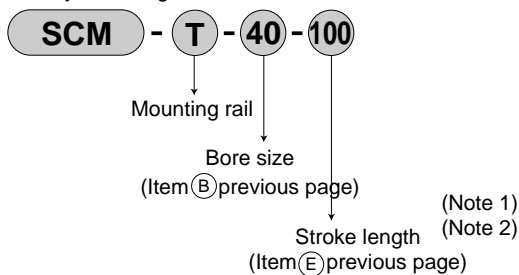 SCM - T - 40 - 100
Mounting rail
Bore size
(Item Ⓑ previous page)
(Note 1)
Stroke length (Note 2)
(Item Ⓔ previous page)